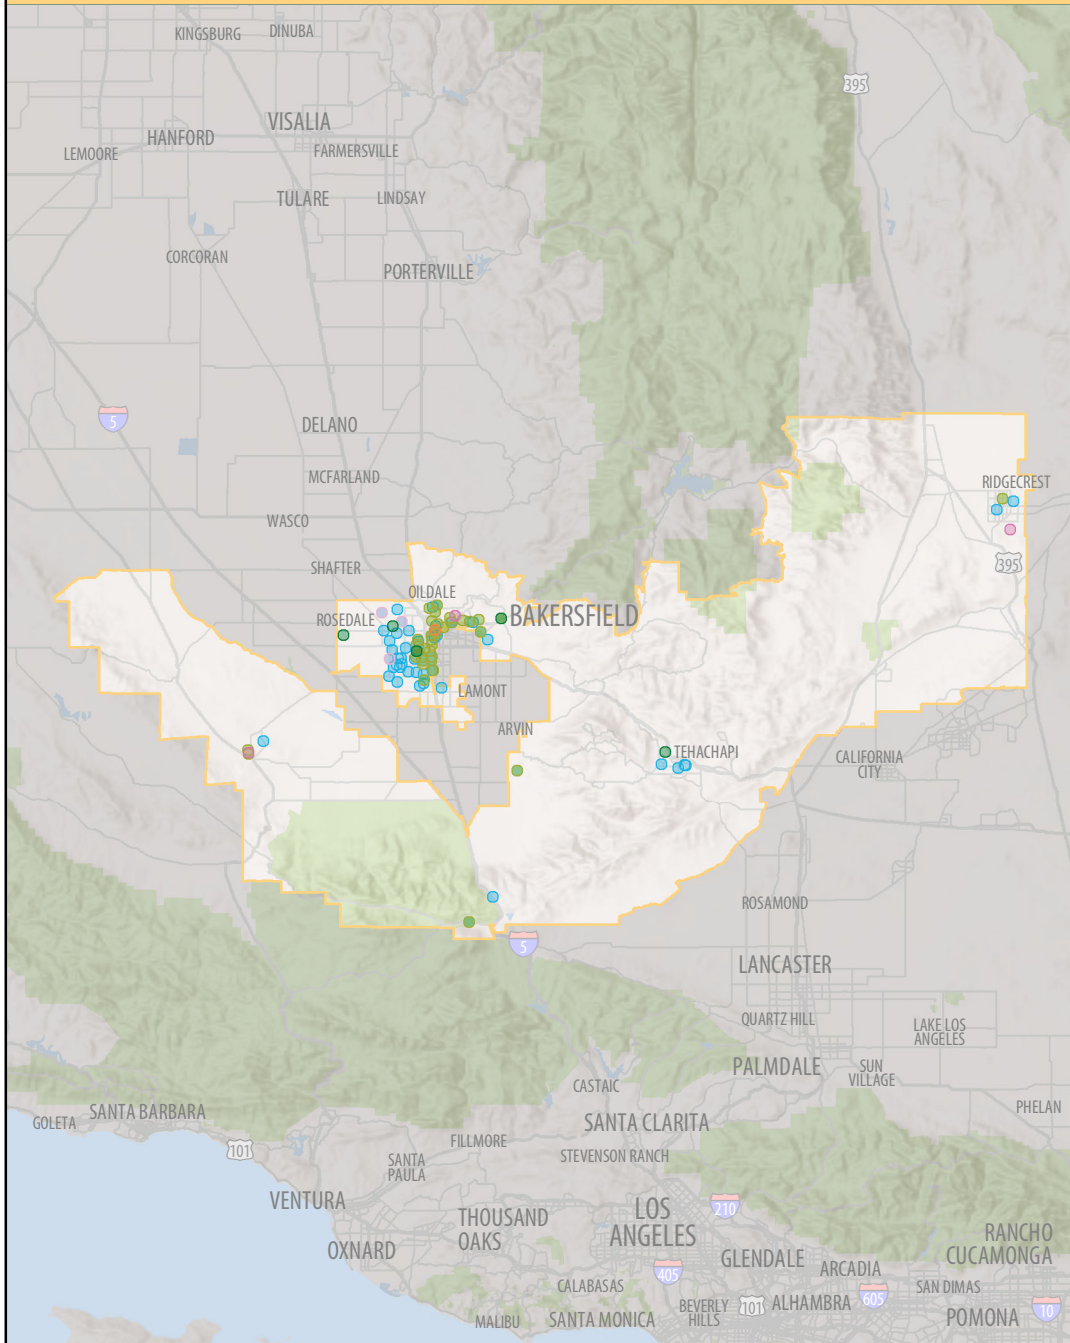 KINGSBURG
DINUBA
395
VISALIA
HANFORD
LEMOORE
FARMERSVILLE
TULARE
LINDSAY
CORCORAN
PORTERVILLE
5
DELANO
MCFARLAND
WASCO
RIDGECREST
SHAFTER
395
OILDALE
ROSEDALE
BAKERSFIELD
LAMONT
ARVIN
TEHACHAPI
CALIFORNIA
CITY
ROSAMOND
5
LANCASTER
QUARTZ HILL
LAKE LOS
ANGELES
PALMDALE
SUN
VILLAGE
CASTAIC
PHELAN
SANTA BARBARA
GOLETA
SANTA CLARITA
FILLMORE
101
STEVENSON RANCH
SANTA
PAULA
VENTURA
210
THOUSAND
OAKS
LOS
ANGELES
RANCHO
CUCAMONGA
OXNARD
GLENDALE
ARCADIA
405
CALABASAS
SAN DIMAS
605
ALHAMBRA
101
BEVERLY
HILLS
10
MALIBU
SANTA MONICA
POMONA